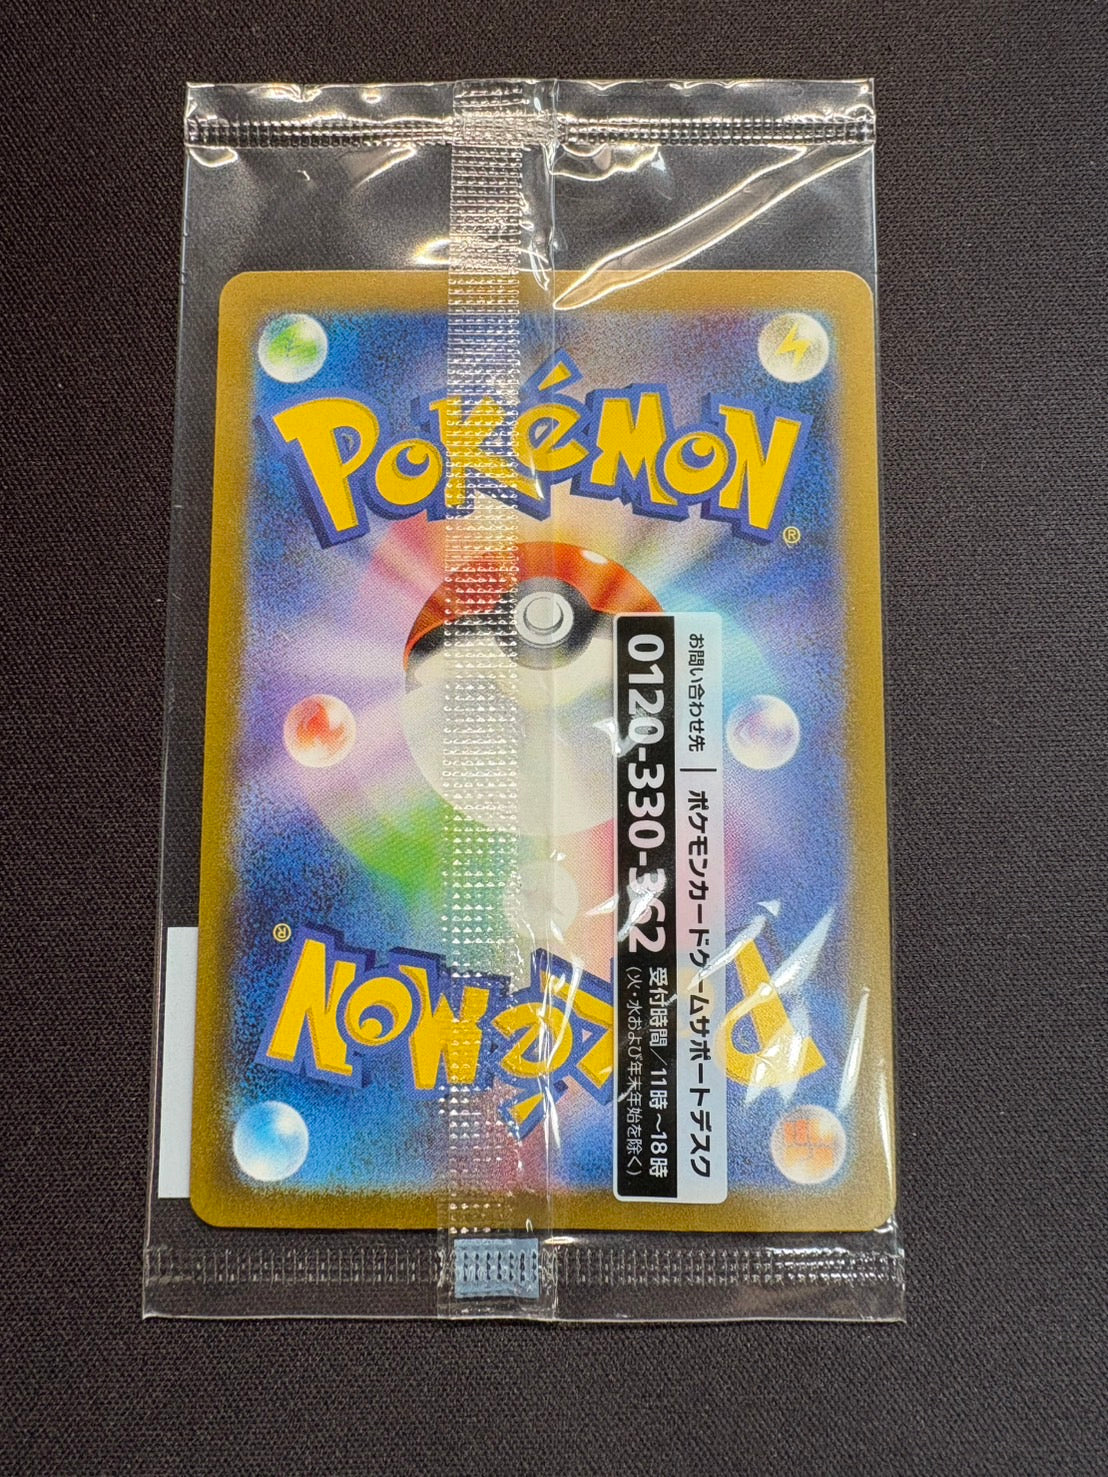 POKéMON
®
お問い合わせ先 | ポケモンカードゲームサポートデスク
0120-330-362 受付時間／11時～18時
(火・水および年末年始を除く)
POKéMON
®